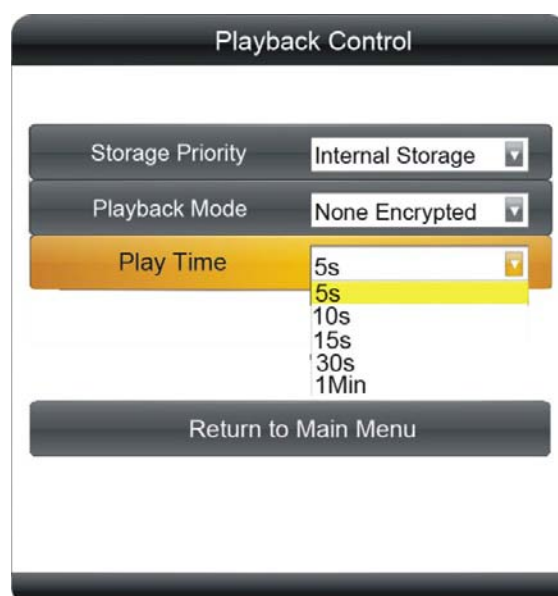 Playback Control
Storage Priority Internal Storage
Playback Mode None Encrypted
Play Time 5s
5s
10s
15s
30s
1Min
Return to Main Menu